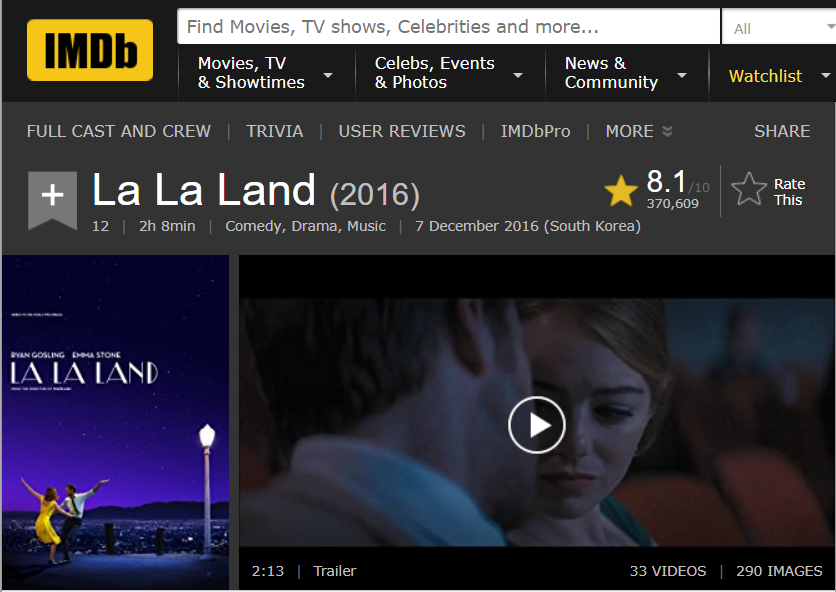 IMDb
Find Movies, TV shows, Celebrities and more...
All
Movies, TV
& Showtimes
Celebs, Events
& Photos
News &
Community
Watchlist
FULL CAST AND CREW | TRIVIA | USER REVIEWS | IMDbPro | MORE
SHARE
La La Land (2016)
8.1/10
370,609
Rate
This
12 | 2h 8min | Comedy, Drama, Music | 7 December 2016 (South Korea)
RYAN GOSLING EMMA STONE
LA LA LAND
2:13 | Trailer
33 VIDEOS | 290 IMAGES